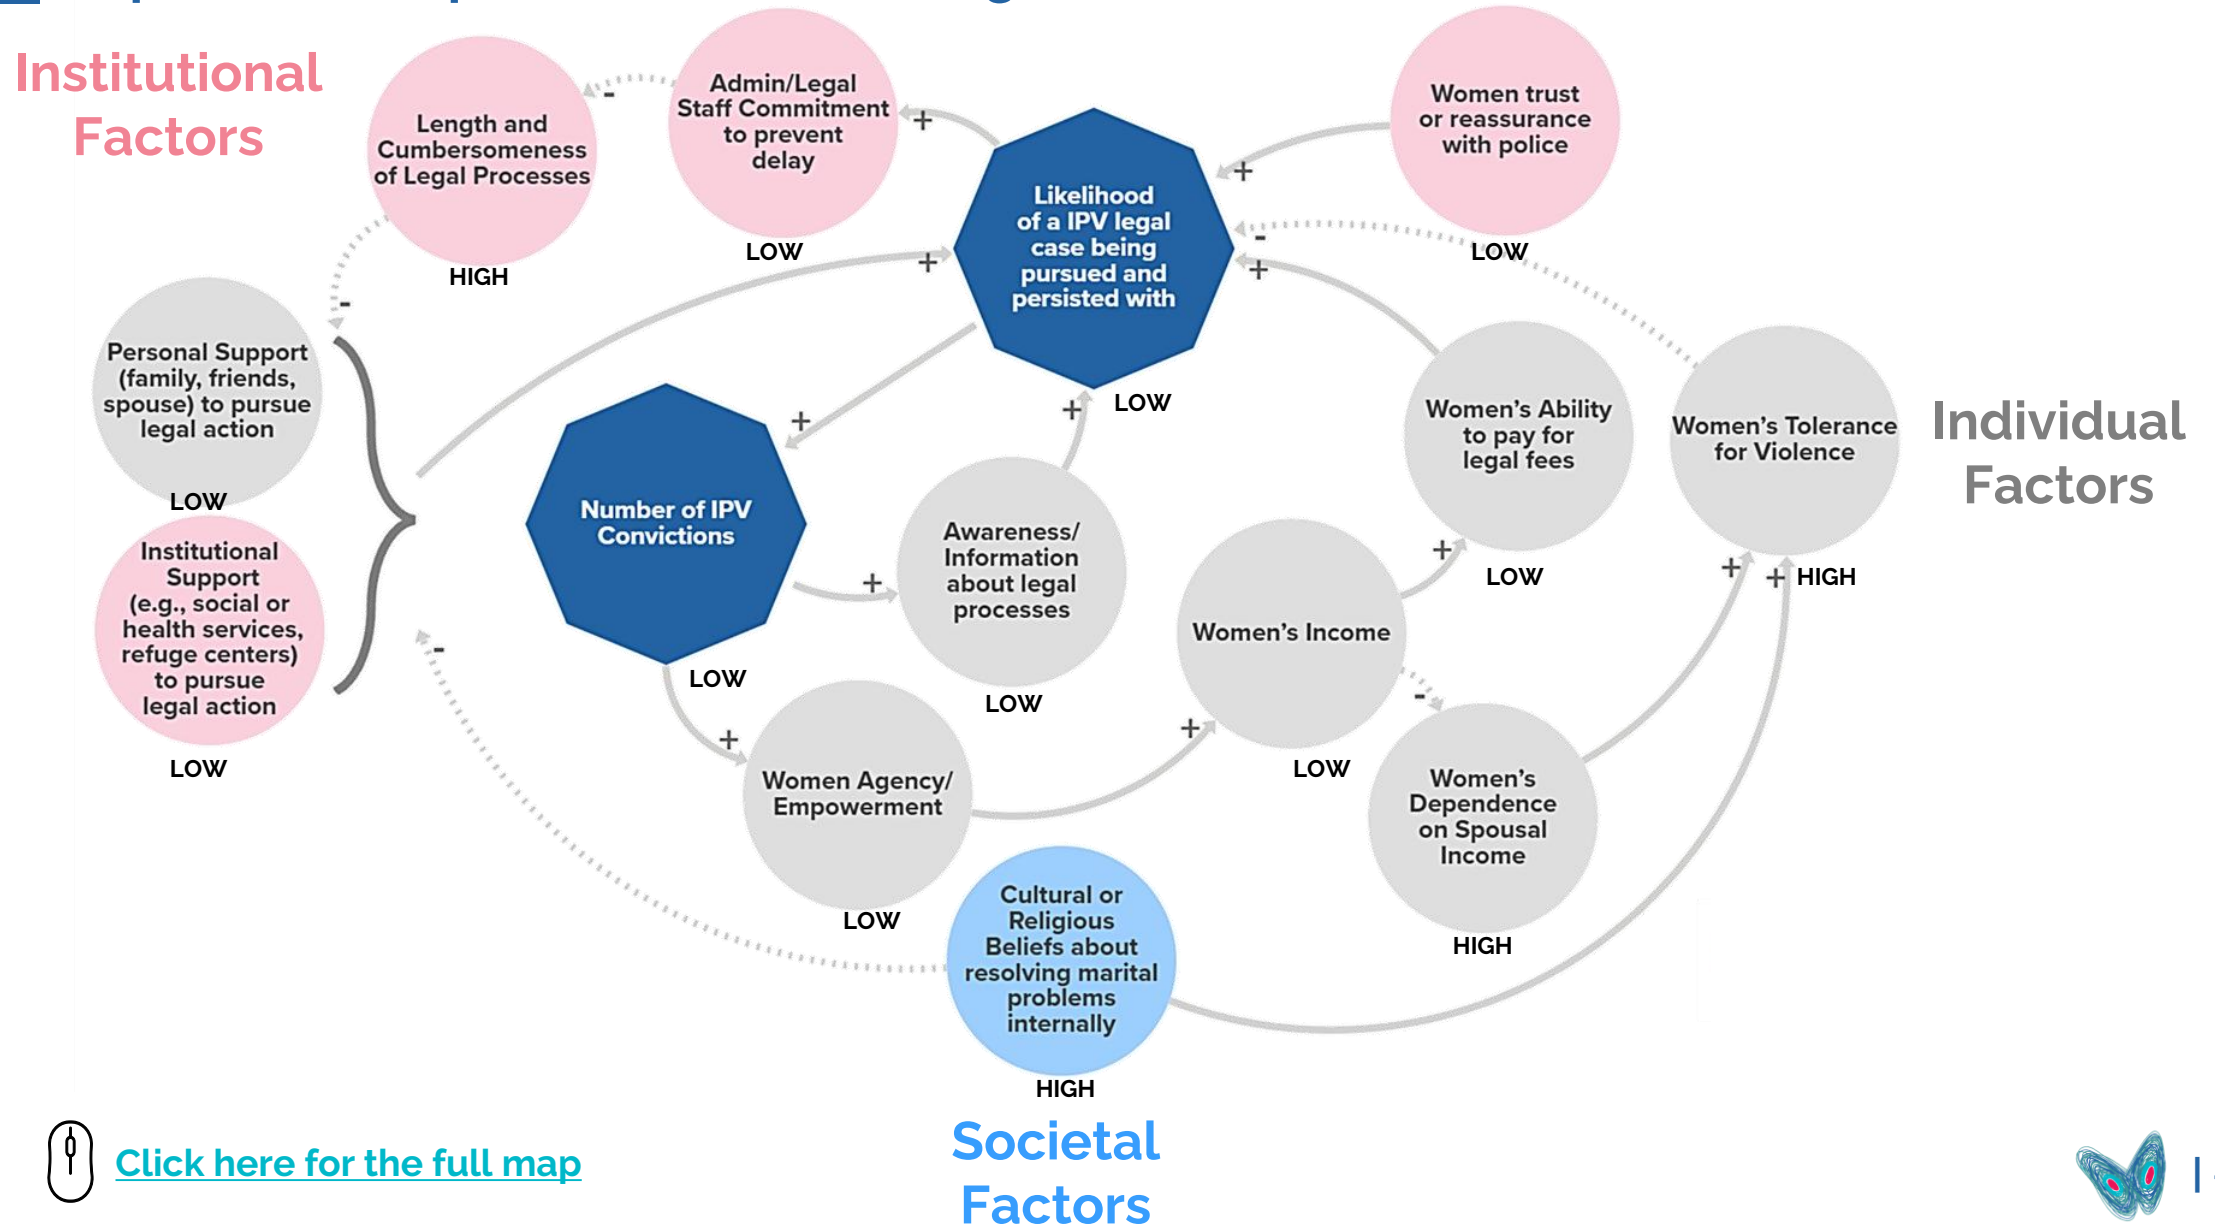 Institutional
Factors
Length and
Cumbersomeness
of Legal Processes
HIGH
-
Admin/Legal
Staff Commitment
to prevent
delay
LOW
-
+
Likelihood
of a IPV legal
case being
pursued and
persisted with
LOW
+
-
+
+
+
Women trust
or reassurance
with police
LOW
Personal Support
(family, friends,
spouse) to pursue
legal action
LOW
Institutional
Support
(e.g., social or
health services,
refuge centers)
to pursue
legal action
LOW
-
Number of IPV
Convictions
LOW
+
+
+
Awareness/
Information
about legal
processes
LOW
Women's Ability
to pay for
legal fees
LOW
+
Women's Tolerance
for Violence
HIGH
+
+
Individual
Factors
Women's Income
LOW
+
-
Women Agency/
Empowerment
LOW
Women's
Dependence
on Spousal
Income
HIGH
Cultural or
Religious
Beliefs about
resolving marital
problems
internally
HIGH
Societal
Factors
Click here for the full map
|